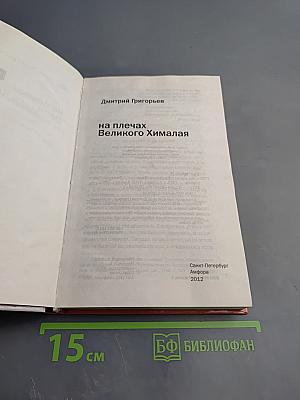 Дмитрий Григорьев
на плечах
Великого Хималая
Санкт-Петербург
Амфора
2012
15 см
БФ БИБЛИОФАН